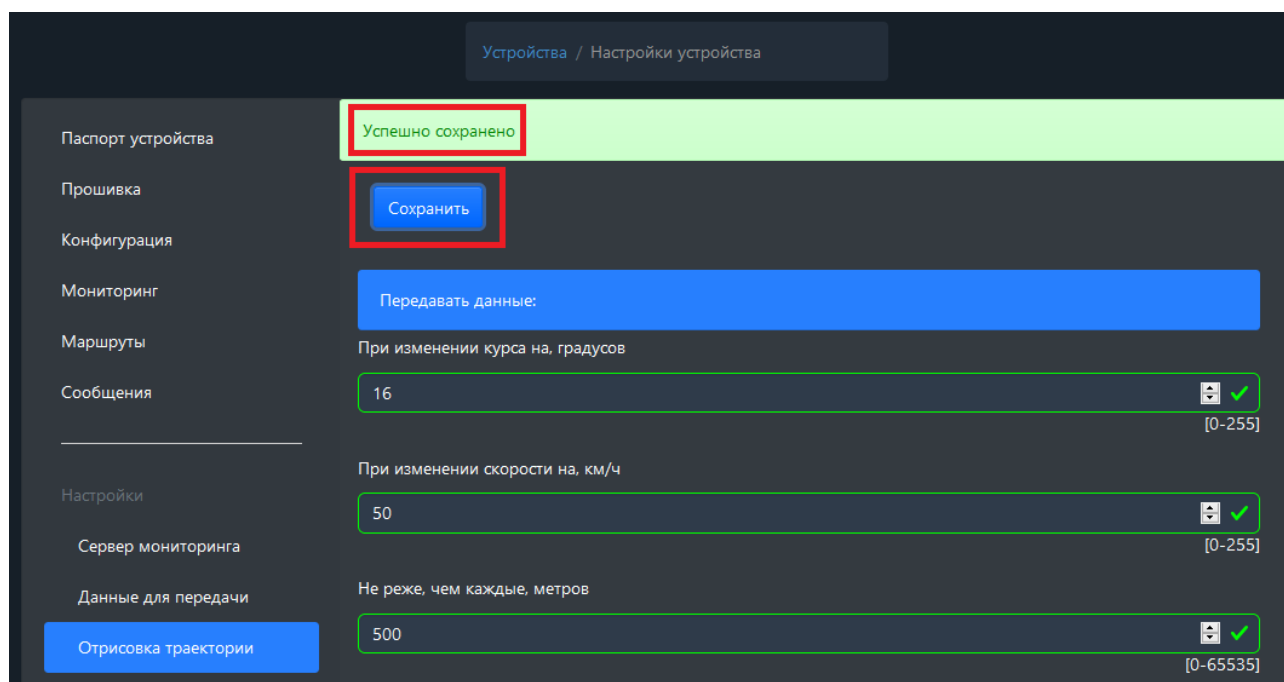 Устройства / Настройки устройства
Паспорт устройства
Прошивка
Конфигурация
Мониторинг
Маршруты
Сообщения
Настройки
Сервер мониторинга
Данные для передачи
Отрисовка траектории
Успешно сохранено
Сохранить
Передавать данные:
При изменении курса на, градусов
16
[0-255]
При изменении скорости на, км/ч
50
[0-255]
Не реже, чем каждые, метров
500
[0-65535]